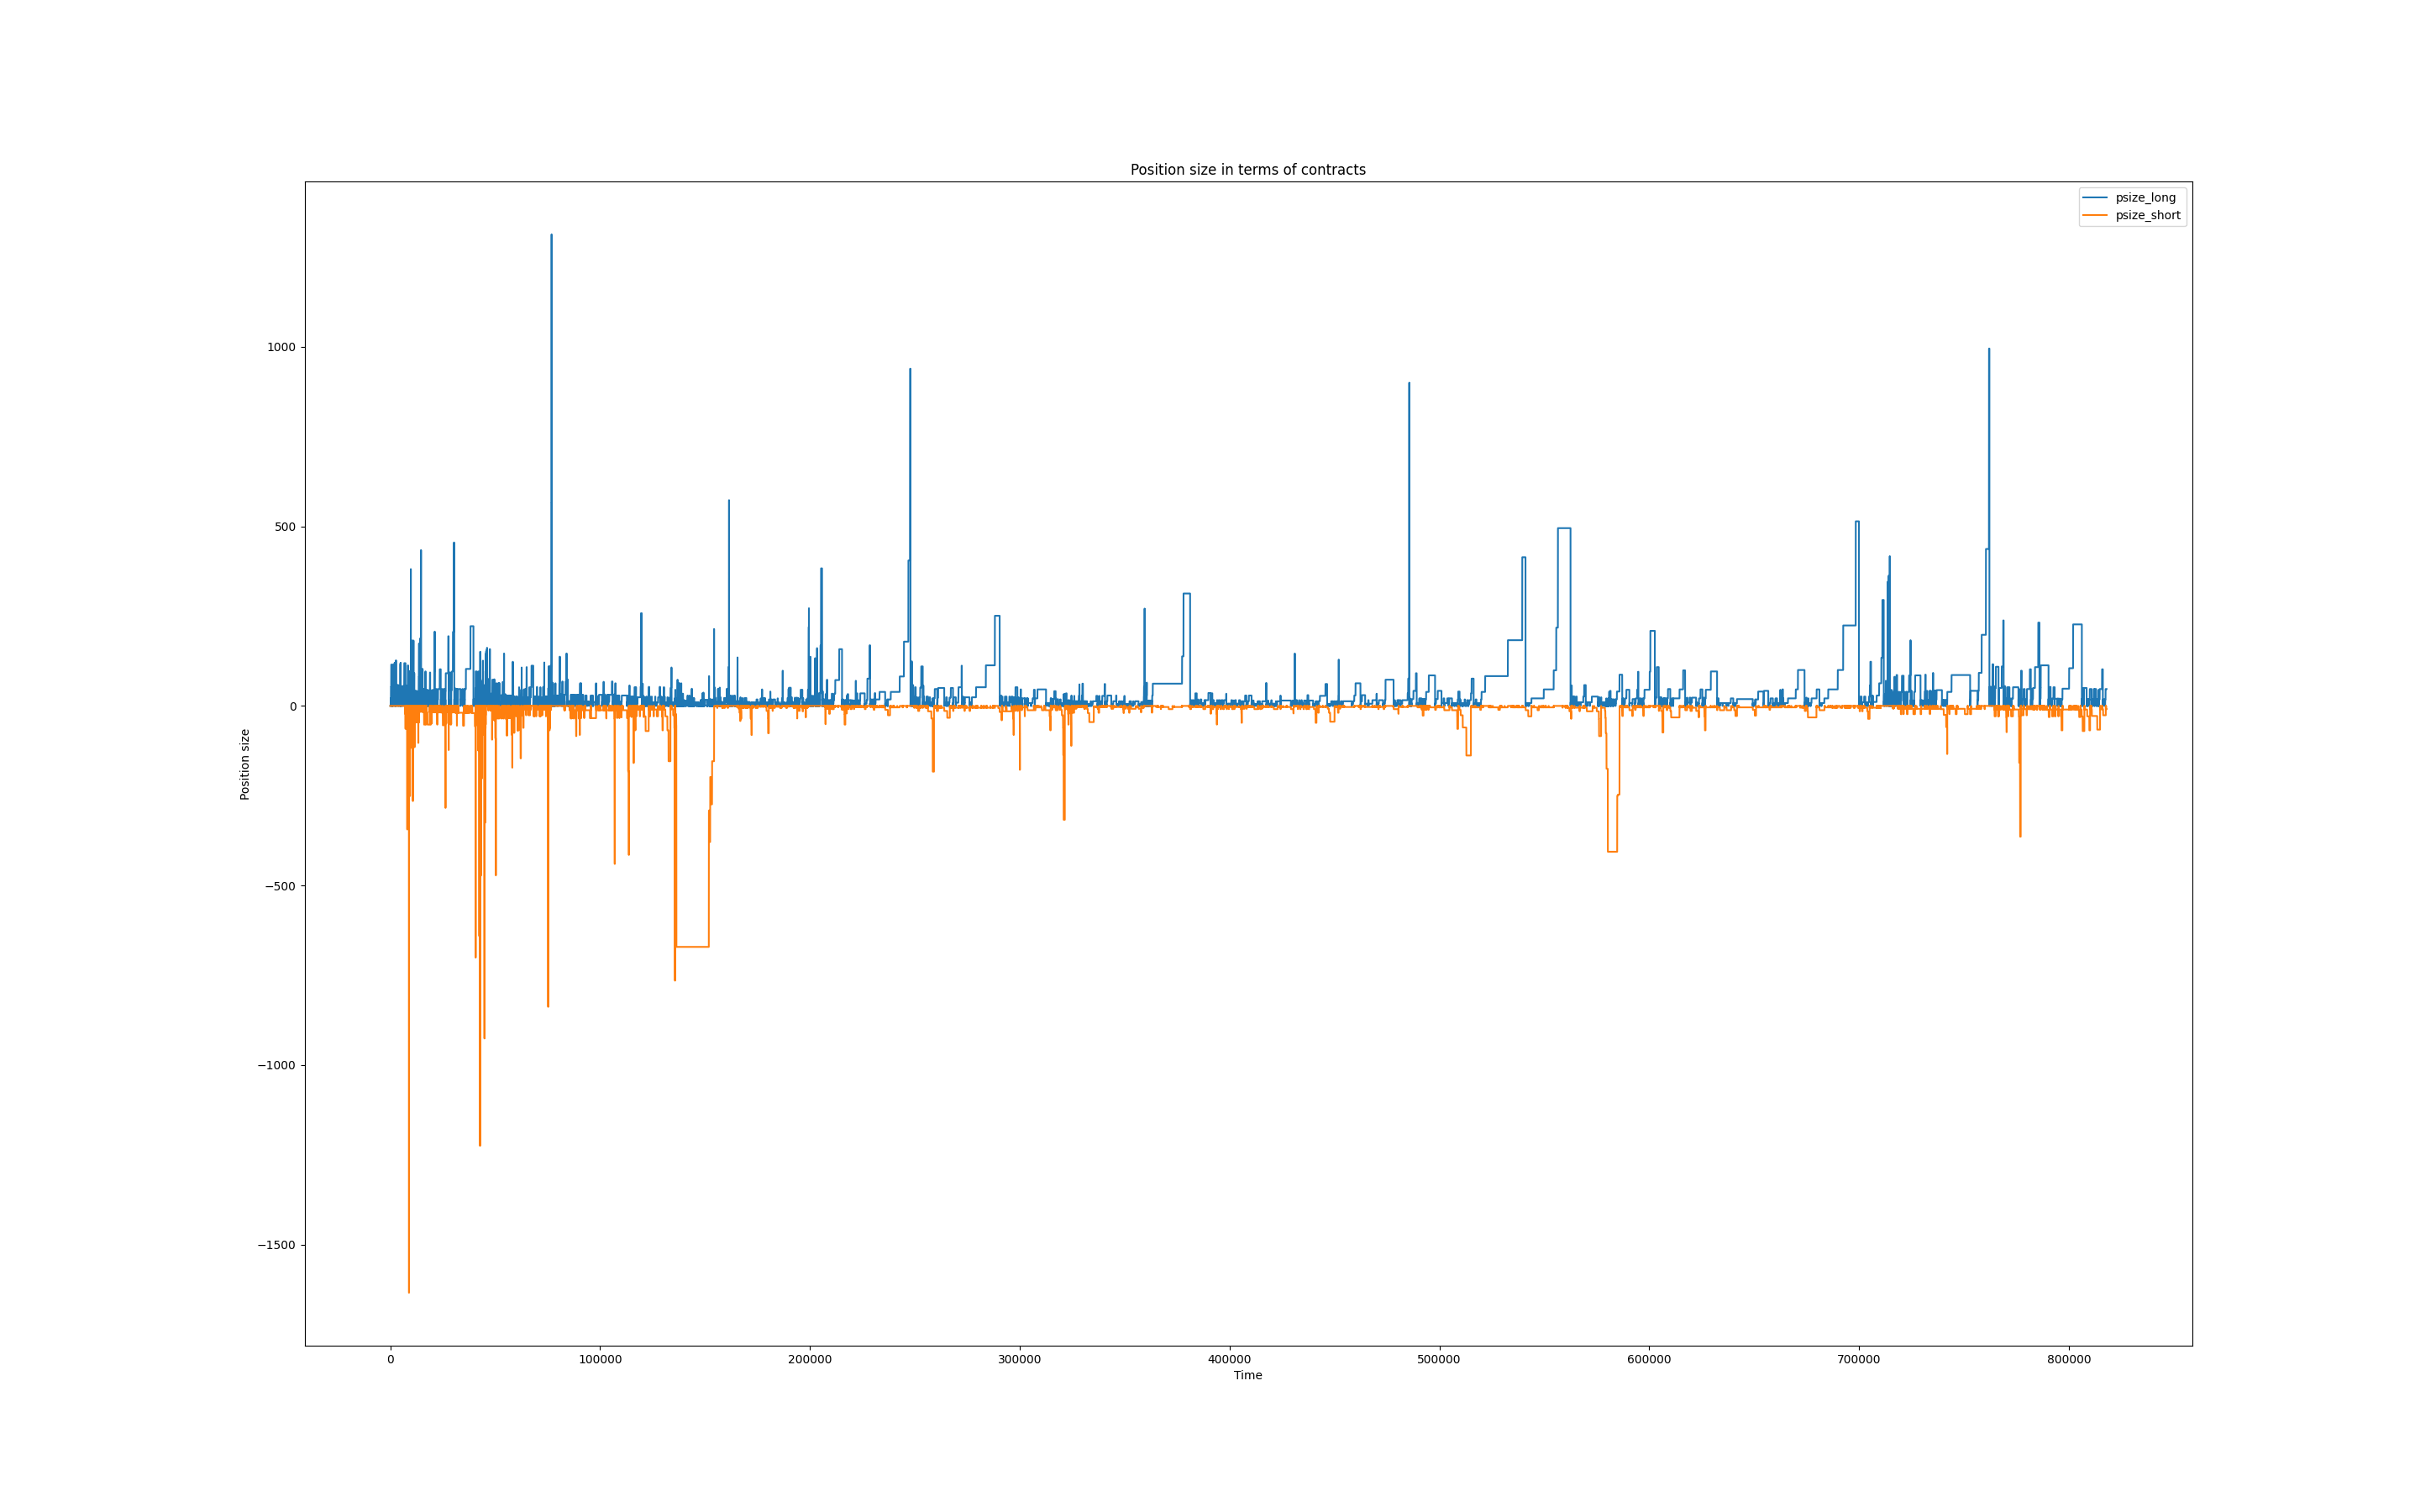 Position size in terms of contracts
psize_long
psize_short
1000
500
0
−500
−1000
−1500
Position size
0 100000 200000 300000 400000 500000 600000 700000 800000
Time